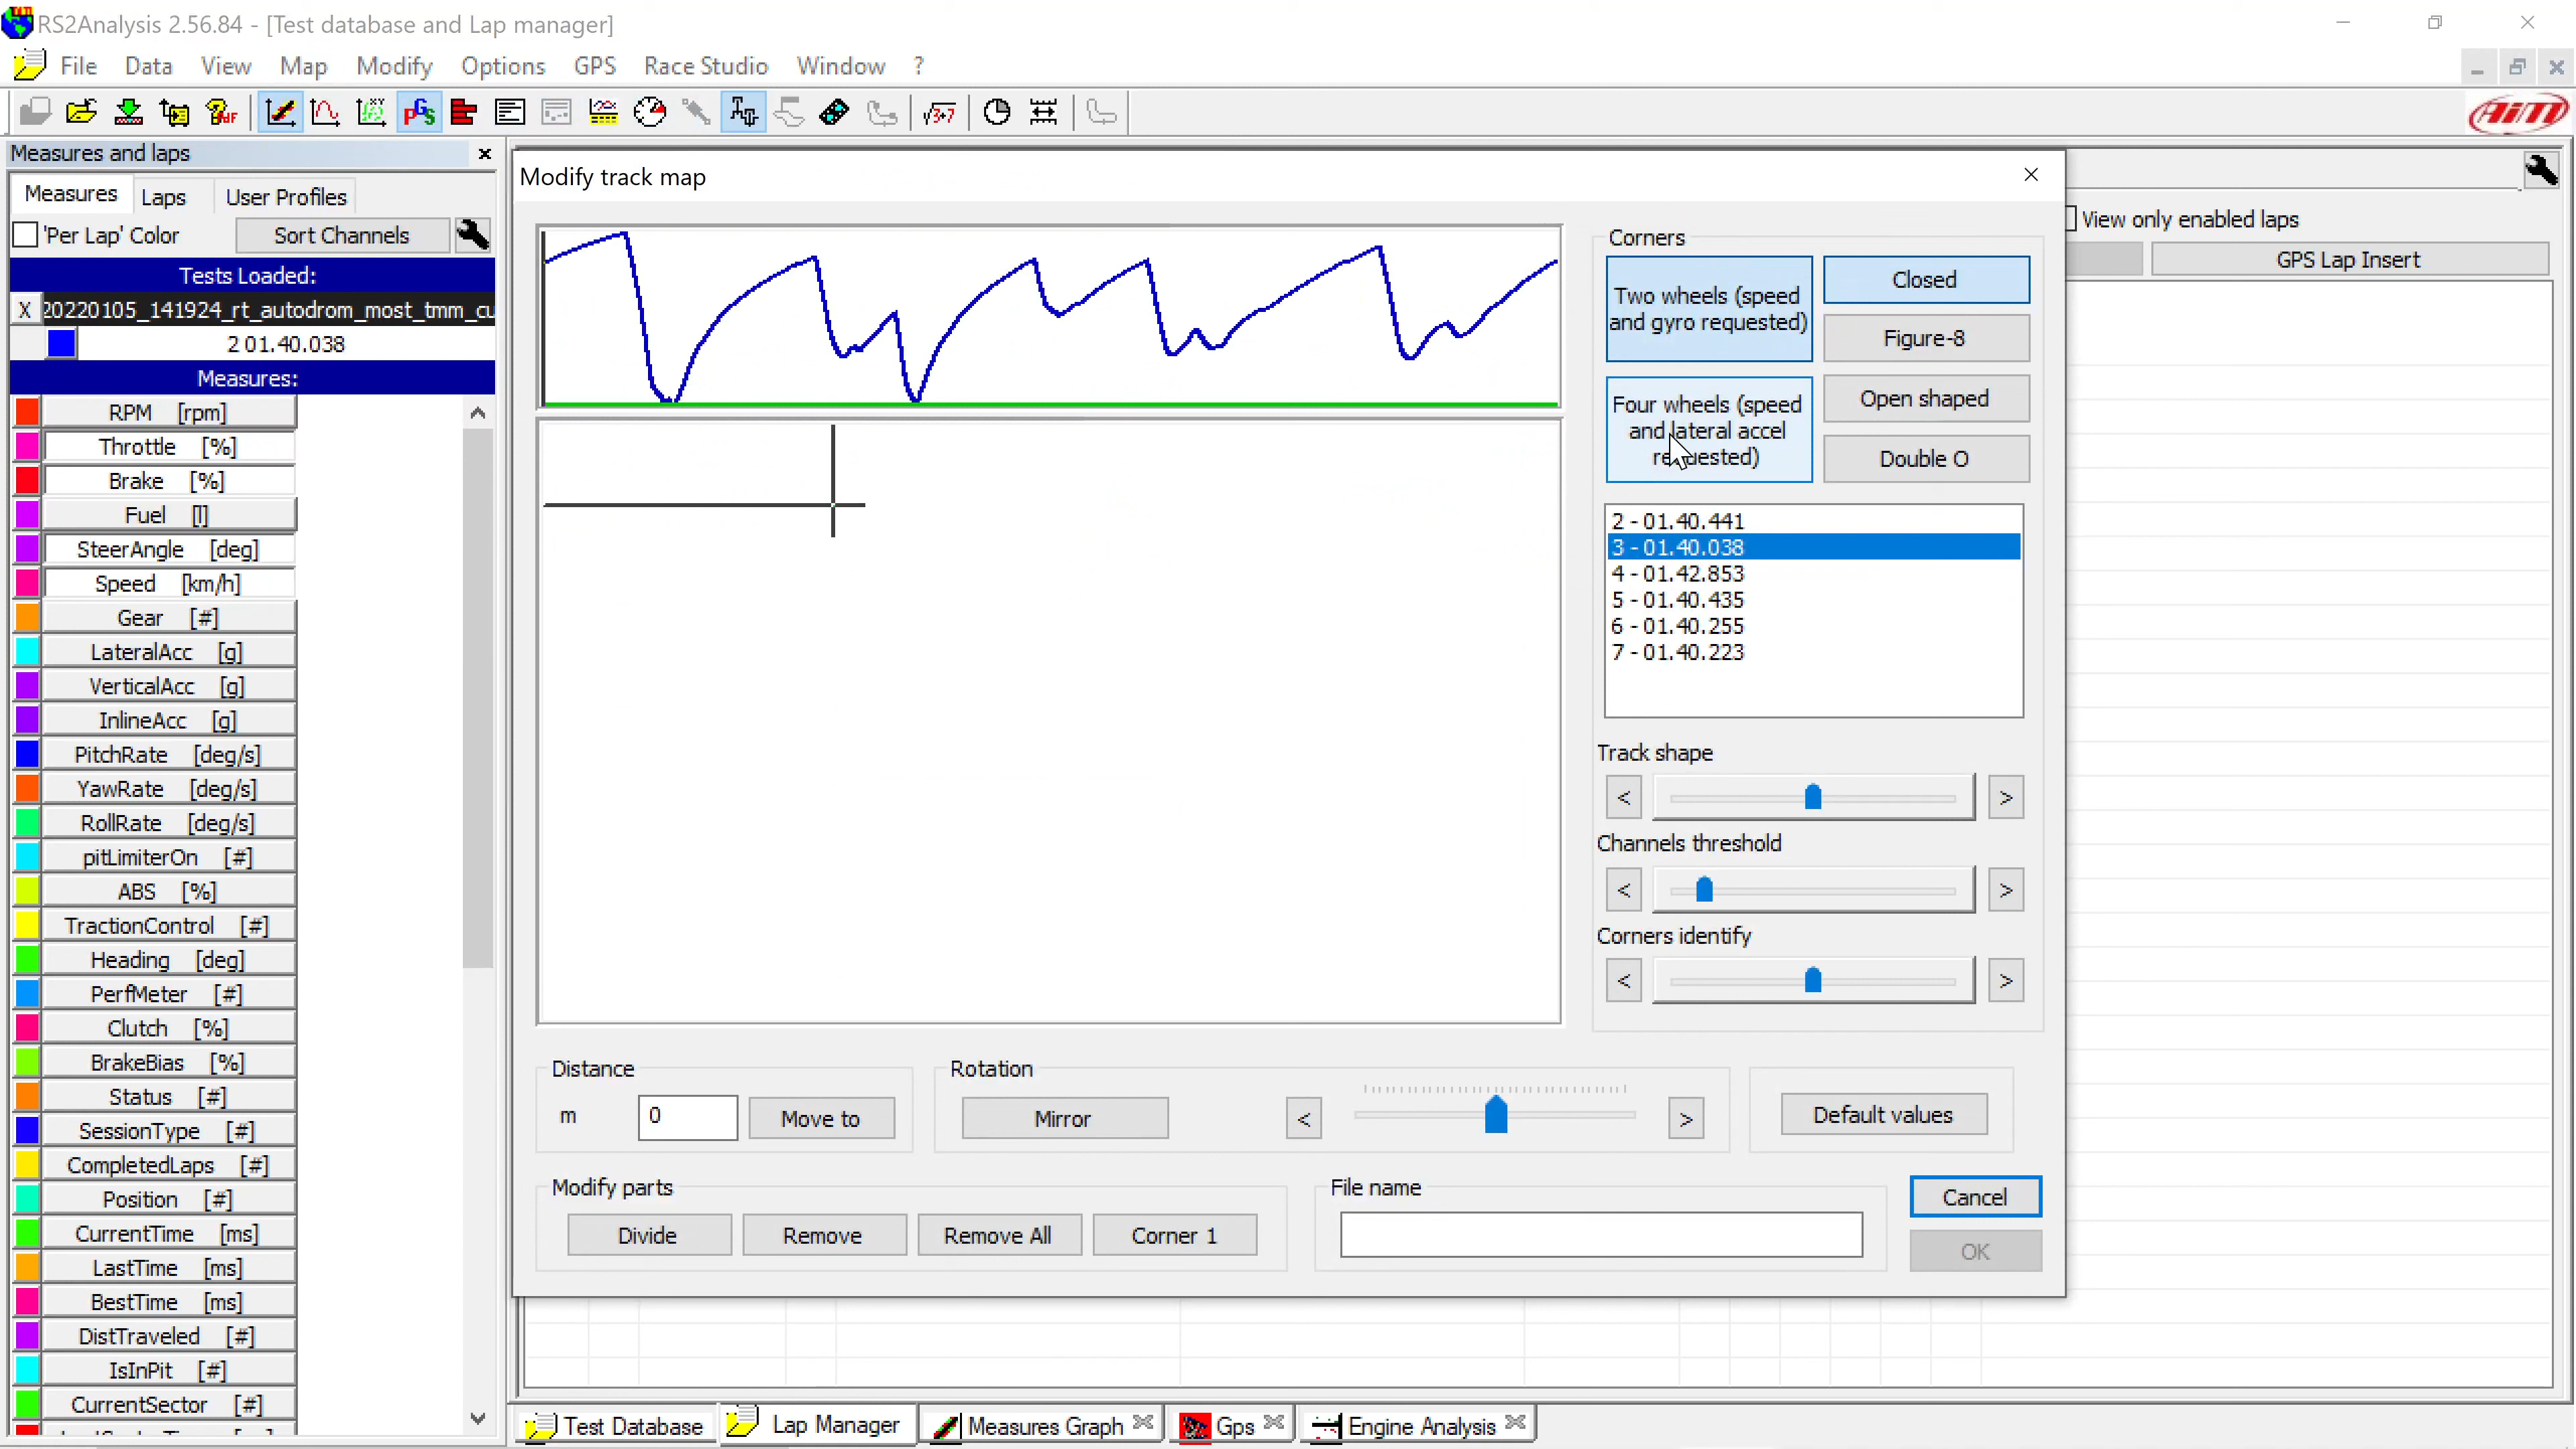 RS2Analysis 2.56.84 - [Test database and Lap manager]
File Data View Map Modify Options GPS Race Studio Window ?
AiM
Measures and laps
Measures Laps User Profiles
'Per Lap' Color Sort Channels
Tests Loaded:
X 20220105_141924_rt_autodrom_most_tmm_cu
2 01.40.038
Measures:
RPM [rpm]
Throttle [%]
Brake [%]
Fuel [l]
SteerAngle [deg]
Speed [km/h]
Gear [#]
LateralAcc [g]
VerticalAcc [g]
InlineAcc [g]
PitchRate [deg/s]
YawRate [deg/s]
RollRate [deg/s]
pitLimiterOn [#]
ABS [%]
TractionControl [#]
Heading [deg]
PerfMeter [#]
Clutch [%]
BrakeBias [%]
Status [#]
SessionType [#]
CompletedLaps [#]
Position [#]
CurrentTime [ms]
LastTime [ms]
BestTime [ms]
DistTraveled [#]
IsInPit [#]
CurrentSector [#]
Modify track map
Corners
Two wheels (speed
and gyro requested)
Closed
Figure-8
Four wheels (speed
and lateral accel
requested)
Open shaped
Double O
2 - 01.40.441
3 - 01.40.038
4 - 01.42.853
5 - 01.40.435
6 - 01.40.255
7 - 01.40.223
Track shape
< >
Channels threshold
< >
Corners identify
< >
Distance
m 0 Move to
Rotation
Mirror < >
Default values
Modify parts
Divide Remove Remove All Corner 1
File name
Cancel
OK
View only enabled laps
GPS Lap Insert
Test Database Lap Manager Measures Graph Gps Engine Analysis